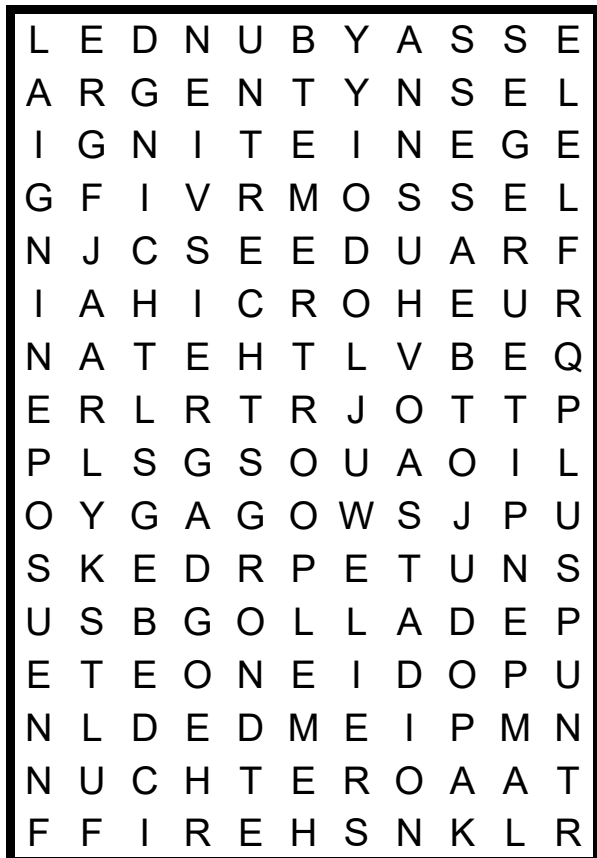 L E D N U B Y A S S E
A R G E N T Y N S E L
I G N I T E I N E G E
G F I V R M O S S E L
N J C S E E D U A R F
I A H I C R O H E U R
N A T E H T L V B E Q
E R L R T R J O T T P
P L S G S O U A O I L
O Y G A G O W S J P U
S K E D R P E T U N S
U S B G O L L A D E P
E T E O N E I D O P U
N L D E D M E I P M N
N U C H T E R O A A T
F F I R E H S N K L R